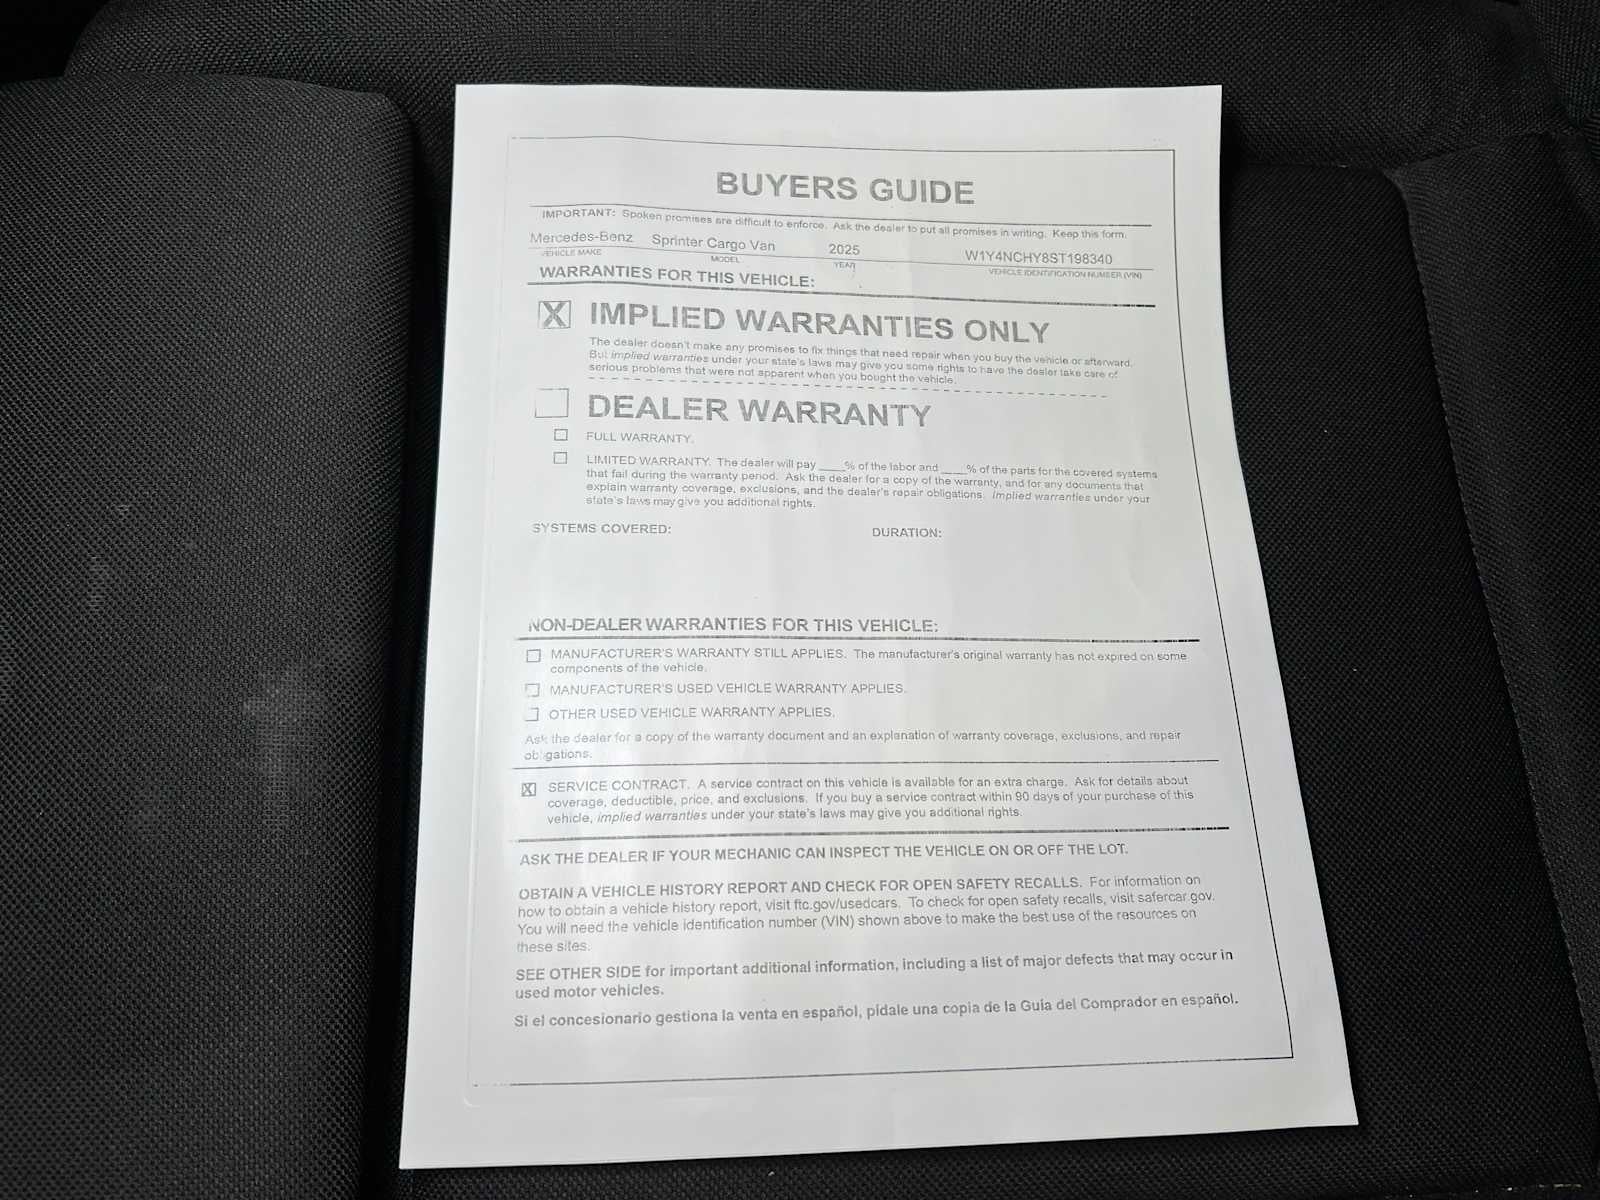 BUYERS GUIDE
IMPORTANT: Spoken promises are difficult to enforce. Ask the dealer to put all promises in writing. Keep this form.
Mercedes-Benz Sprinter Cargo Van 2025 W1Y4NCHY8ST198340
VEHICLE MAKE MODEL YEAR VEHICLE IDENTIFICATION NUMBER (VIN)
WARRANTIES FOR THIS VEHICLE:
X IMPLIED WARRANTIES ONLY
The dealer doesn't make any promises to fix things that need repair when you buy the vehicle or afterward.
But implied warranties under your state's laws may give you some rights to have the dealer take care of
serious problems that were not apparent when you bought the vehicle.
DEALER WARRANTY
FULL WARRANTY.
LIMITED WARRANTY. The dealer will pay ____% of the labor and ____% of the parts for the covered systems
that fail during the warranty period. Ask the dealer for a copy of the warranty, and for any documents that
explain warranty coverage, exclusions, and the dealer's repair obligations. Implied warranties under your
state's laws may give you additional rights.
SYSTEMS COVERED: DURATION:
NON-DEALER WARRANTIES FOR THIS VEHICLE:
MANUFACTURER'S WARRANTY STILL APPLIES. The manufacturer's original warranty has not expired on some
components of the vehicle.
MANUFACTURER'S USED VEHICLE WARRANTY APPLIES.
OTHER USED VEHICLE WARRANTY APPLIES.
Ask the dealer for a copy of the warranty document and an explanation of warranty coverage, exclusions, and repair
obligations.
X SERVICE CONTRACT. A service contract on this vehicle is available for an extra charge. Ask for details about
coverage, deductible, price, and exclusions. If you buy a service contract within 90 days of your purchase of this
vehicle, implied warranties under your state's laws may give you additional rights.
ASK THE DEALER IF YOUR MECHANIC CAN INSPECT THE VEHICLE ON OR OFF THE LOT.
OBTAIN A VEHICLE HISTORY REPORT AND CHECK FOR OPEN SAFETY RECALLS. For information on
how to obtain a vehicle history report, visit ftc.gov/usedcars. To check for open safety recalls, visit safercar.gov.
You will need the vehicle identification number (VIN) shown above to make the best use of the resources on
these sites.
SEE OTHER SIDE for important additional information, including a list of major defects that may occur in
used motor vehicles.
Si el concesionario gestiona la venta en español, pídale una copia de la Guía del Comprador en español.